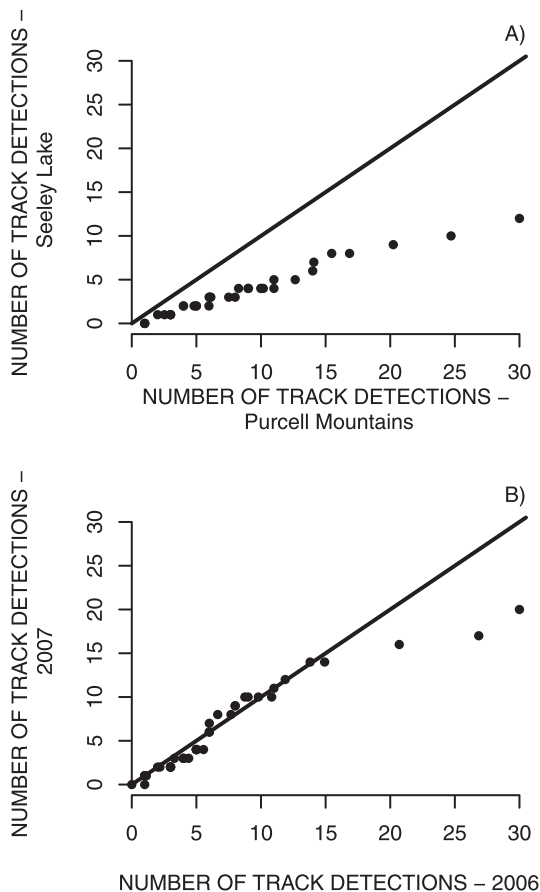 A)
NUMBER OF TRACK DETECTIONS –
Seeley Lake
30
25
20
15
10
5
0
0 5 10 15 20 25 30
NUMBER OF TRACK DETECTIONS –
Purcell Mountains
B)
NUMBER OF TRACK DETECTIONS –
2007
30
25
20
15
10
5
0
0 5 10 15 20 25 30
NUMBER OF TRACK DETECTIONS – 2006